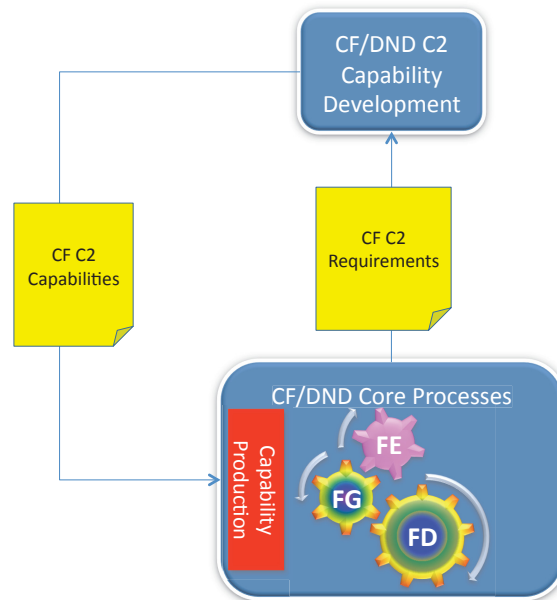 CF/DND C2
Capability
Development
CF C2
Capabilities
CF C2
Requirements
CF/DND Core Processes
Capability
Production
FE
FG
FD